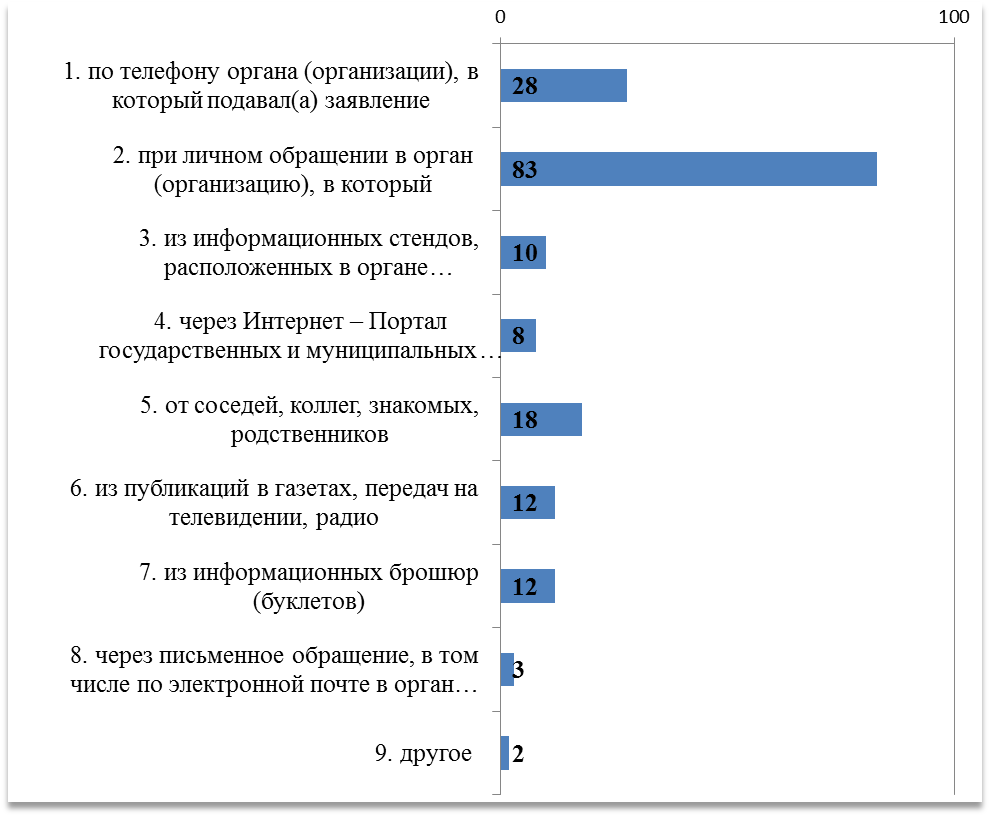 0 100
1. по телефону органа (организации), в
который подавал(а) заявление
28
2. при личном обращении в орган
(организацию), в который
83
3. из информационных стендов,
расположенных в органе…
10
4. через Интернет – Портал
государственных и муниципальных…
8
5. от соседей, коллег, знакомых,
родственников
18
6. из публикаций в газетах, передач на
телевидении, радио
12
7. из информационных брошюр
(буклетов)
12
8. через письменное обращение, в том
числе по электронной почте в орган…
3
9. другое
2